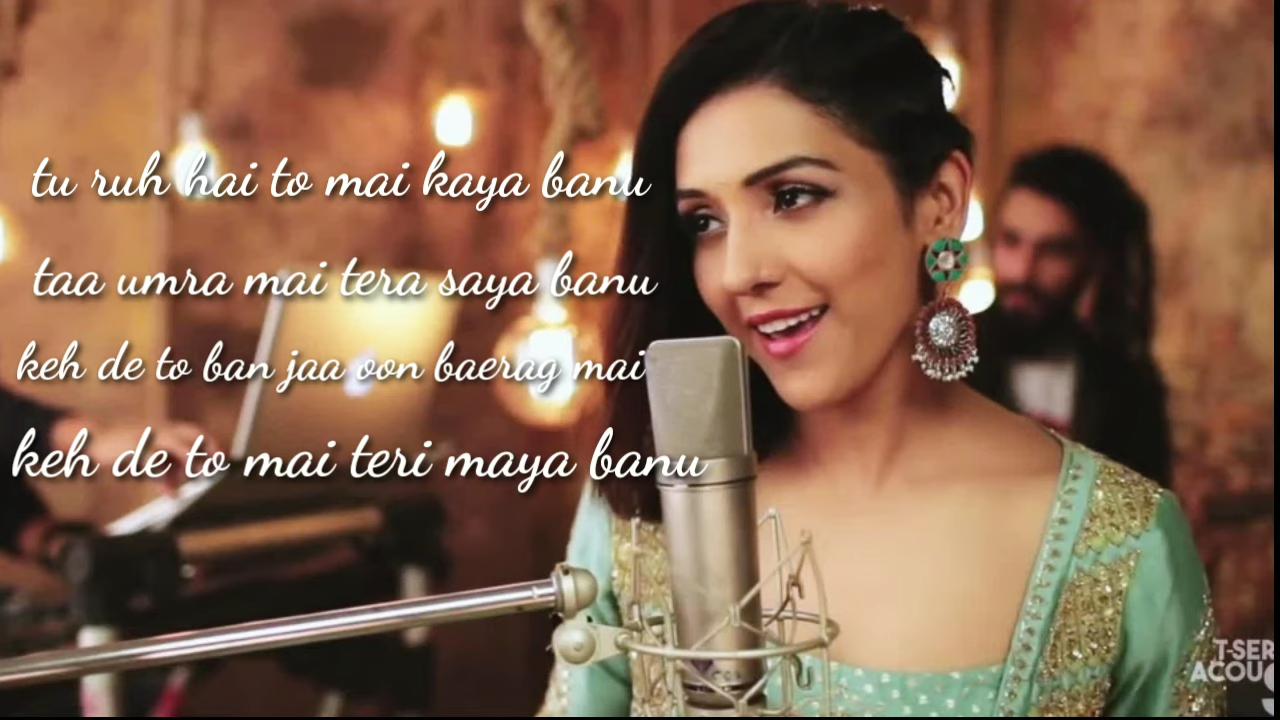 tu ruh hai to mai kaya banu
taa umra mai tera saya banu
keh de to ban jaa oon baerag mai
keh de to mai teri maya banu
T-SER
ACOU